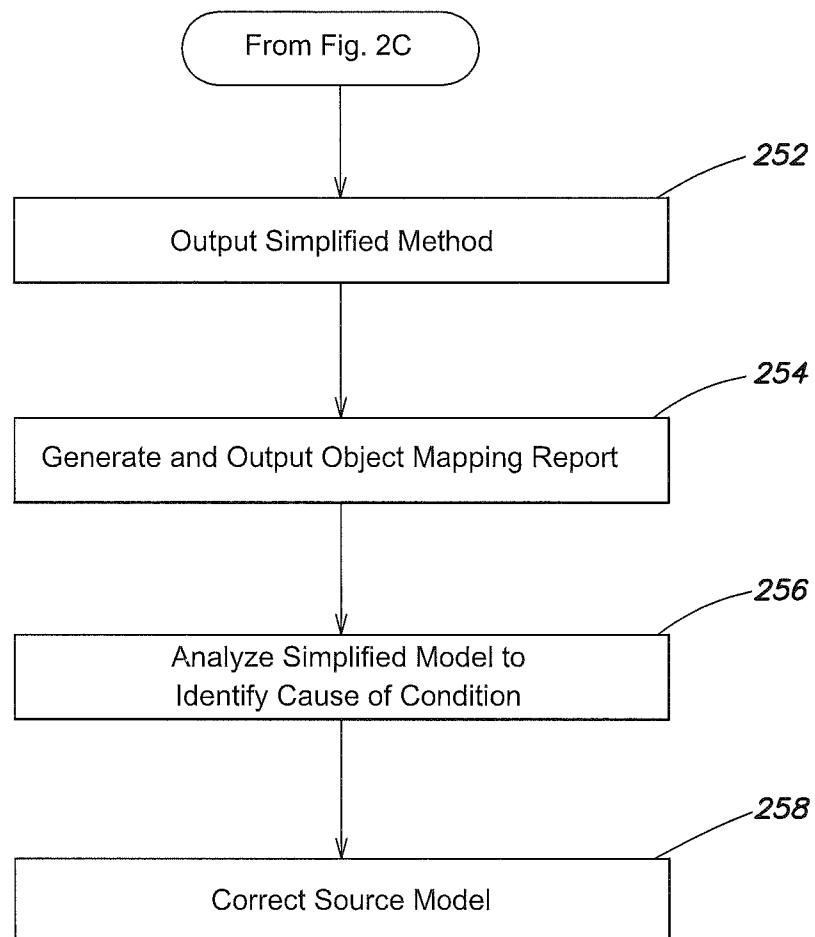 From Fig. 2C
252
Output Simplified Method
254
Generate and Output Object Mapping Report
256
Analyze Simplified Model to
Identify Cause of Condition
258
Correct Source Model